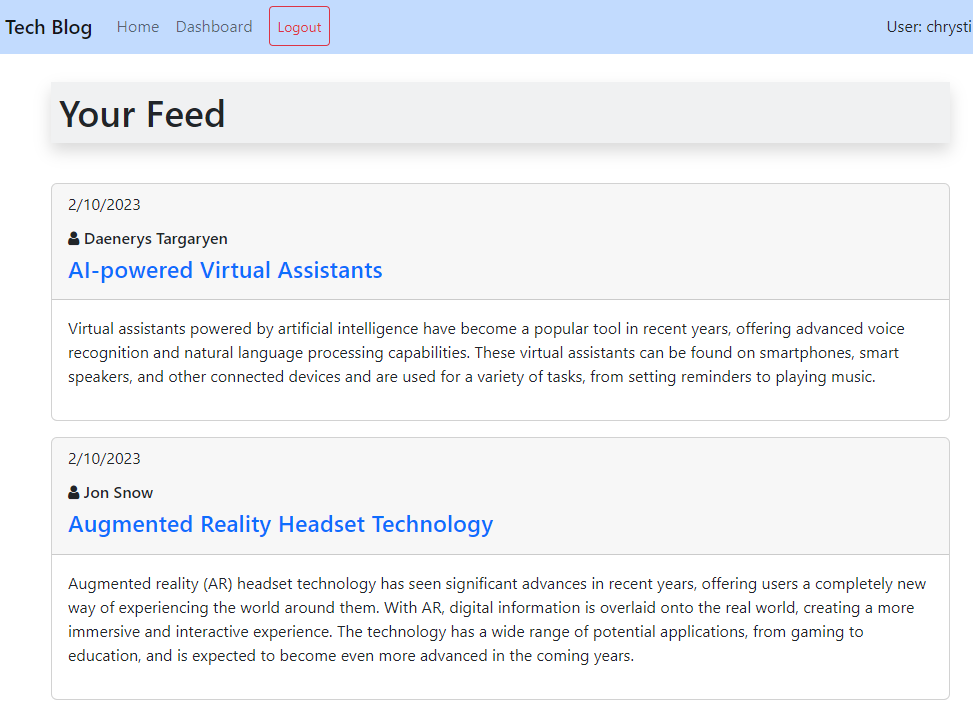 Tech Blog Home Dashboard Logout User: chrysti
Your Feed
2/10/2023
Daenerys Targaryen
AI-powered Virtual Assistants
Virtual assistants powered by artificial intelligence have become a popular tool in recent years, offering advanced voice
recognition and natural language processing capabilities. These virtual assistants can be found on smartphones, smart
speakers, and other connected devices and are used for a variety of tasks, from setting reminders to playing music.
2/10/2023
Jon Snow
Augmented Reality Headset Technology
Augmented reality (AR) headset technology has seen significant advances in recent years, offering users a completely new
way of experiencing the world around them. With AR, digital information is overlaid onto the real world, creating a more
immersive and interactive experience. The technology has a wide range of potential applications, from gaming to
education, and is expected to become even more advanced in the coming years.